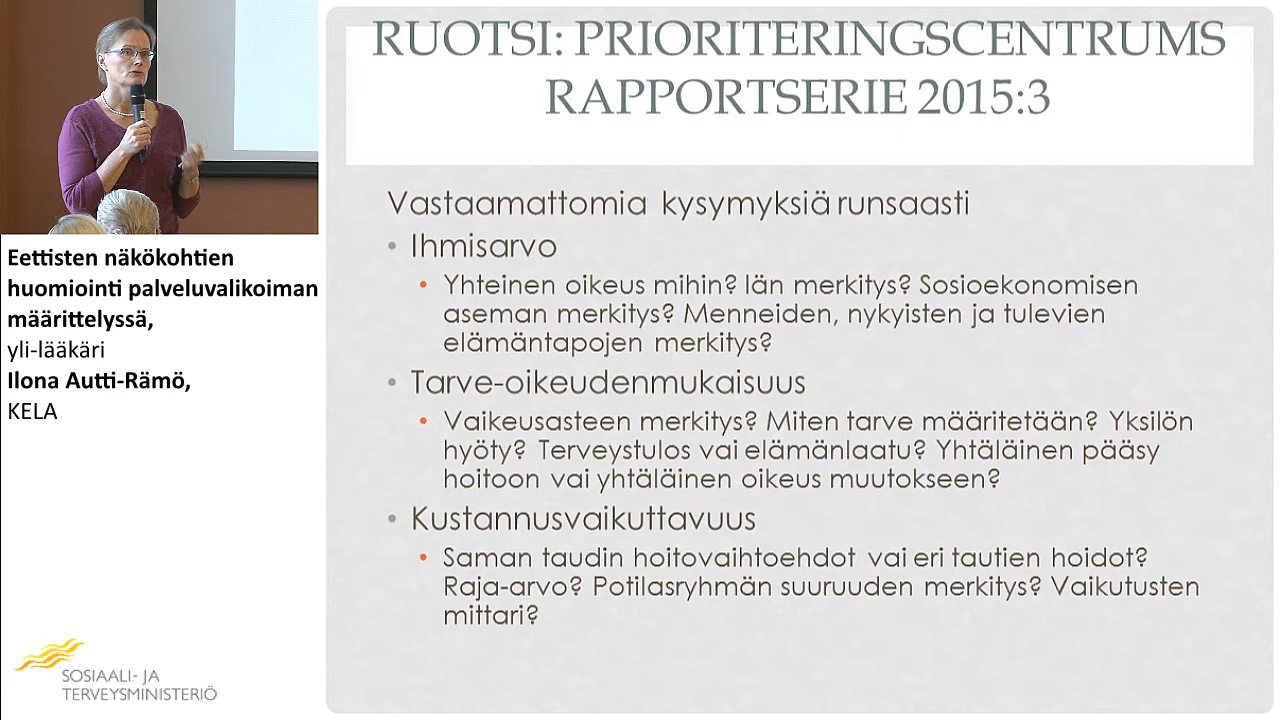 RUOTSI: PRIORITERINGSCENTRUMS
RAPPORTSERIE 2015:3
Vastaamattomia kysymyksiä runsaasti
• Ihmisarvo
• Yhteinen oikeus mihin? Iän merkitys? Sosioekonomisen
aseman merkitys? Menneiden, nykyisten ja tulevien
elämäntapojen merkitys?
• Tarve-oikeudenmukaisuus
• Vaikeusasteen merkitys? Miten tarve määritetään? Yksilön
hyöty? Terveystulos vai elämänlaatu? Yhtäläinen pääsy
hoitoon vai yhtäläinen oikeus muutokseen?
• Kustannusvaikuttavuus
• Saman taudin hoitovaihtoehdot vai eri tautien hoidot?
Raja-arvo? Potilasryhmän suuruuden merkitys? Vaikutusten
mittari?
Eettisten näkökohtien
huomiointi palveluvalikoiman
määrittelyssä,
yli-lääkäri
Ilona Autti-Rämö,
KELA
SOSIAALI- JA
TERVEYSMINISTERIÖ